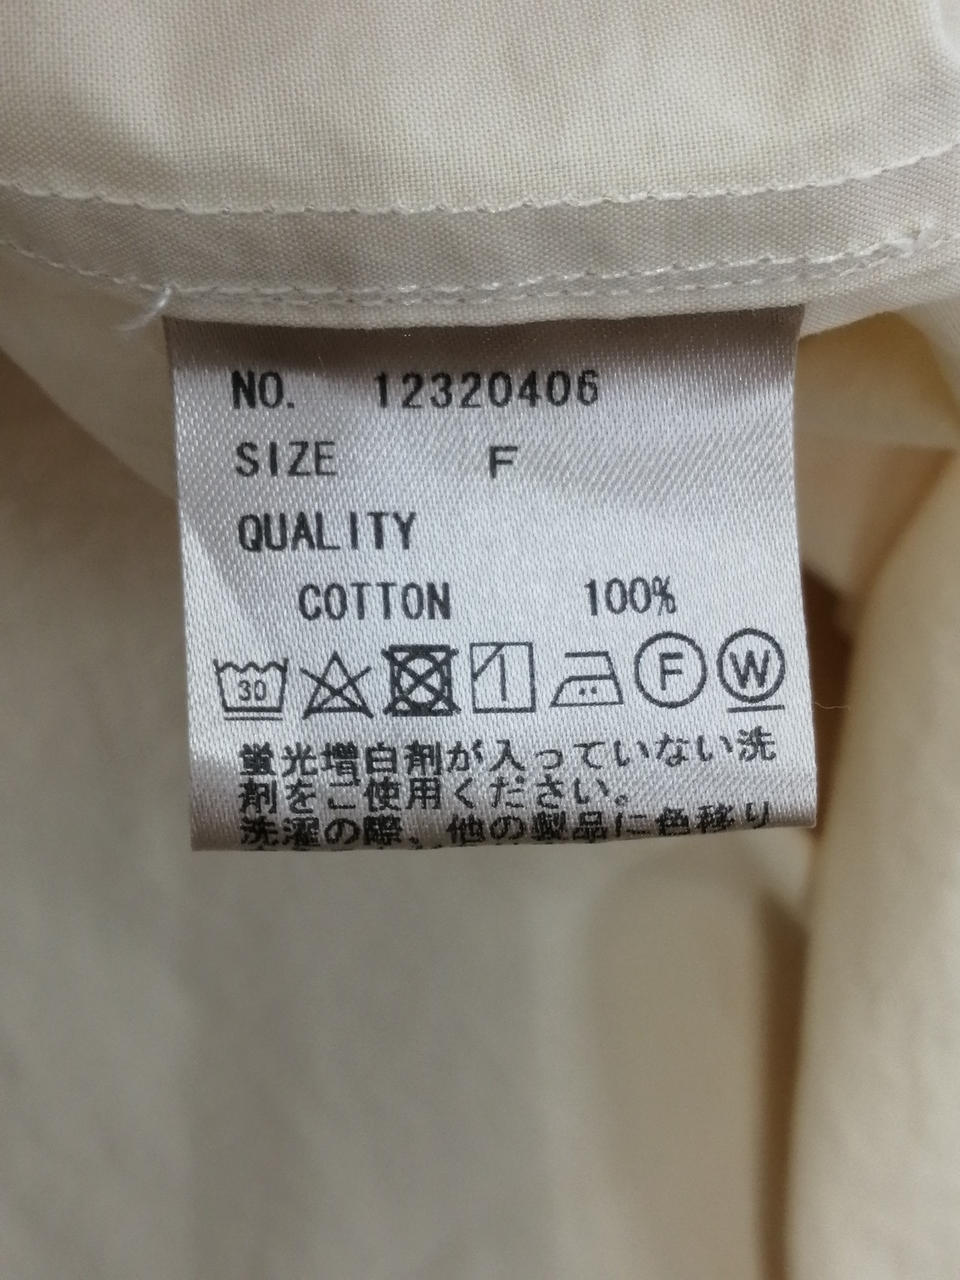 NO. 12320406
SIZE F
QUALITY
COTTON 100%
30 F W
蛍光増白剤が入っていない洗
剤をご使用ください。
洗濯の際、他の製品に色移り